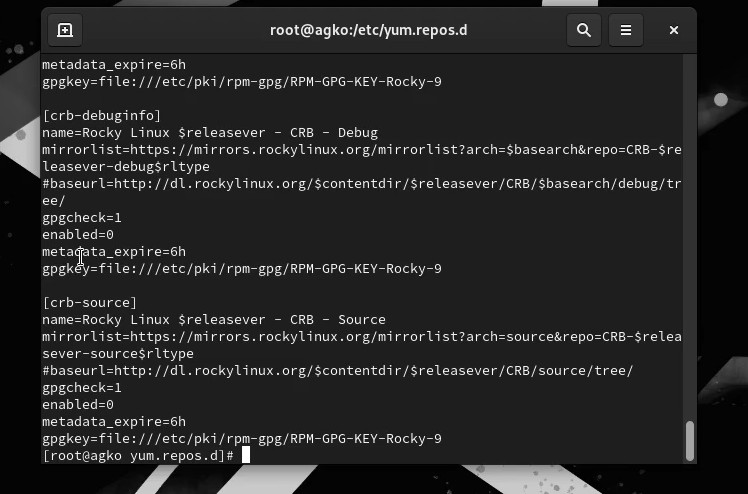 root@agko:/etc/yum.repos.d
metadata_expire=6h
gpgkey=file:///etc/pki/rpm-gpg/RPM-GPG-KEY-Rocky-9
[crb-debuginfo]
name=Rocky Linux $releasever - CRB - Debug
mirrorlist=https://mirrors.rockylinux.org/mirrorlist?arch=$basearch&repo=CRB-$re
leasever-debug$rltype
#baseurl=http://dl.rockylinux.org/$contentdir/$releasever/CRB/$basearch/debug/tr
ee/
gpgcheck=1
enabled=0
metadata_expire=6h
gpgkey=file:///etc/pki/rpm-gpg/RPM-GPG-KEY-Rocky-9
[crb-source]
name=Rocky Linux $releasever - CRB - Source
mirrorlist=https://mirrors.rockylinux.org/mirrorlist?arch=source&repo=CRB-$relea
sever-source$rltype
#baseurl=http://dl.rockylinux.org/$contentdir/$releasever/CRB/source/tree/
gpgcheck=1
enabled=0
metadata_expire=6h
gpgkey=file:///etc/pki/rpm-gpg/RPM-GPG-KEY-Rocky-9
[root@agko yum.repos.d]#